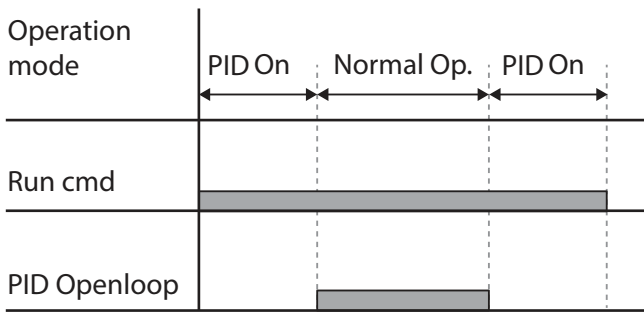 Operation
mode
PID On
Normal Op.
PID On
Run cmd
PID Openloop